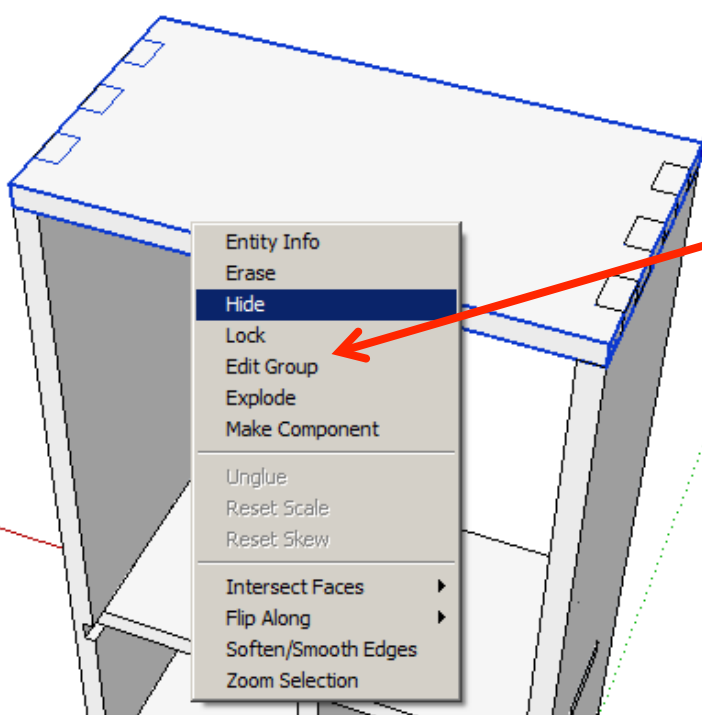 Entity Info
Erase
Hide
Lock
Edit Group
Explode
Make Component
Unglue
Reset Scale
Reset Skew
Intersect Faces
Flip Along
Soften/Smooth Edges
Zoom Selection